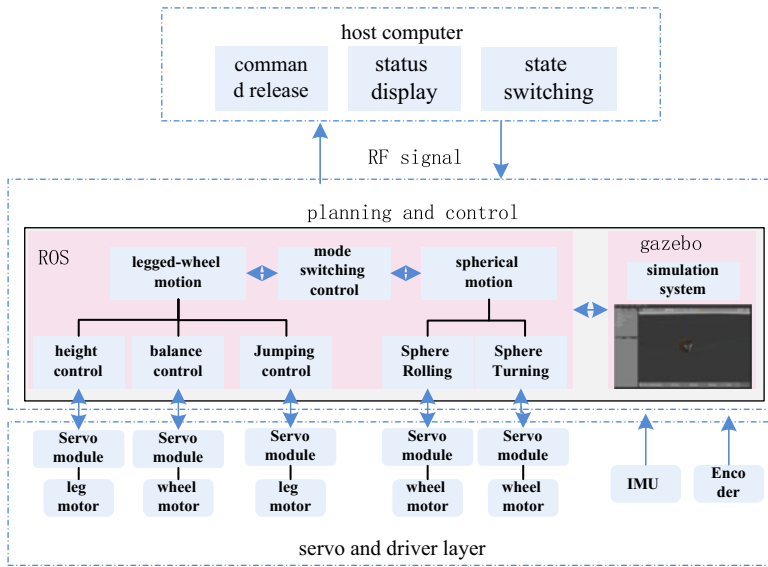 host computer
comman
d release
status
display
state
switching
RF signal
planning and control
ROS
legged-wheel
motion
mode
switching
control
spherical
motion
gazebo
simulation
system
height
control
balance
control
Jumping
control
Sphere
Rolling
Sphere
Turning
Servo
module
Servo
module
Servo
module
Servo
module
Servo
module
leg
motor
wheel
motor
leg
motor
wheel
motor
wheel
motor
IMU
Enco
der
servo and driver layer